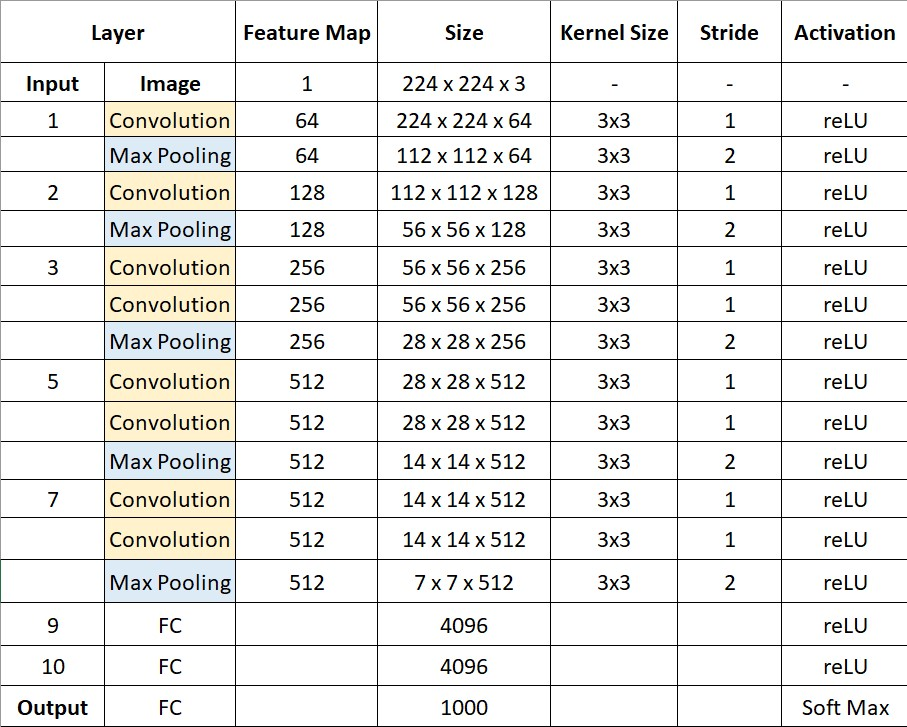 Layer Feature Map Size Kernel Size Stride Activation
Input Image 1 224 x 224 x 3 - - -
1 Convolution 64 224 x 224 x 64 3x3 1 reLU
Max Pooling 64 112 x 112 x 64 3x3 2 reLU
2 Convolution 128 112 x 112 x 128 3x3 1 reLU
Max Pooling 128 56 x 56 x 128 3x3 2 reLU
3 Convolution 256 56 x 56 x 256 3x3 1 reLU
Convolution 256 56 x 56 x 256 3x3 1 reLU
Max Pooling 256 28 x 28 x 256 3x3 2 reLU
5 Convolution 512 28 x 28 x 512 3x3 1 reLU
Convolution 512 28 x 28 x 512 3x3 1 reLU
Max Pooling 512 14 x 14 x 512 3x3 2 reLU
7 Convolution 512 14 x 14 x 512 3x3 1 reLU
Convolution 512 14 x 14 x 512 3x3 1 reLU
Max Pooling 512 7 x 7 x 512 3x3 2 reLU
9 FC 4096 reLU
10 FC 4096 reLU
Output FC 1000 Soft Max